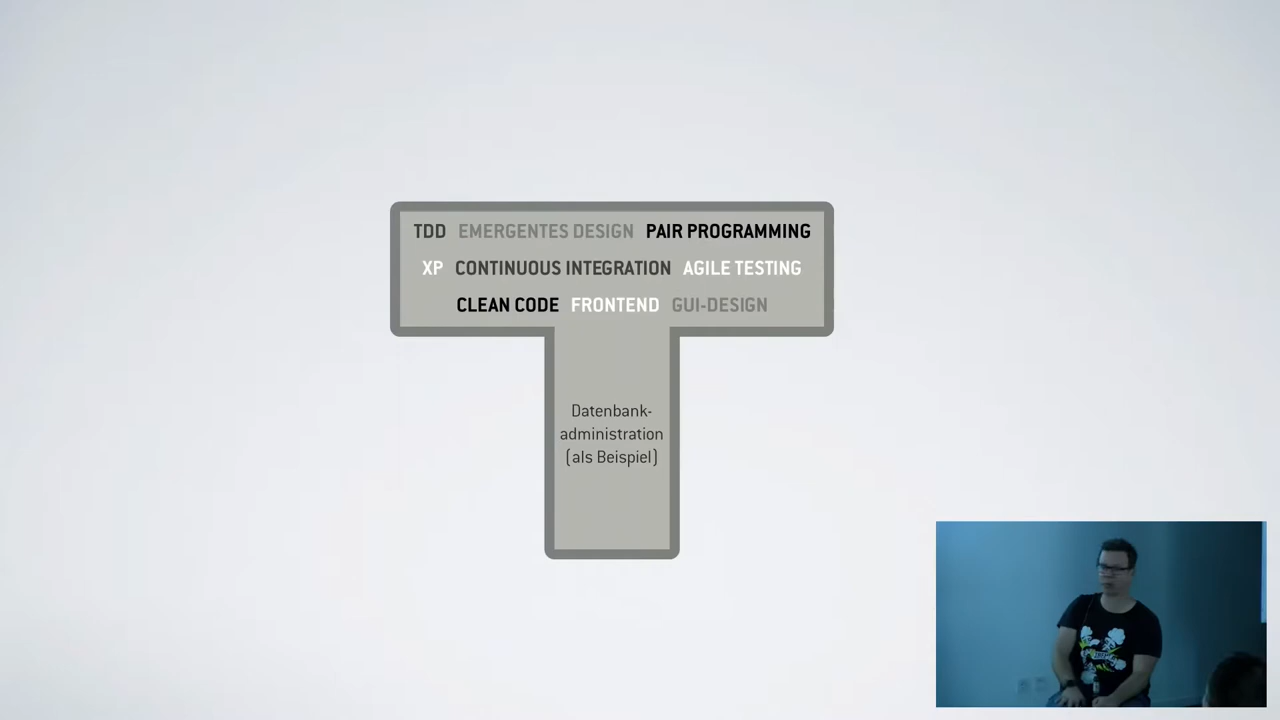 TDD EMERGENTES DESIGN PAIR PROGRAMMING
XP CONTINUOUS INTEGRATION AGILE TESTING
CLEAN CODE FRONTEND GUI-DESIGN
Datenbank-
administration
(als Beispiel)